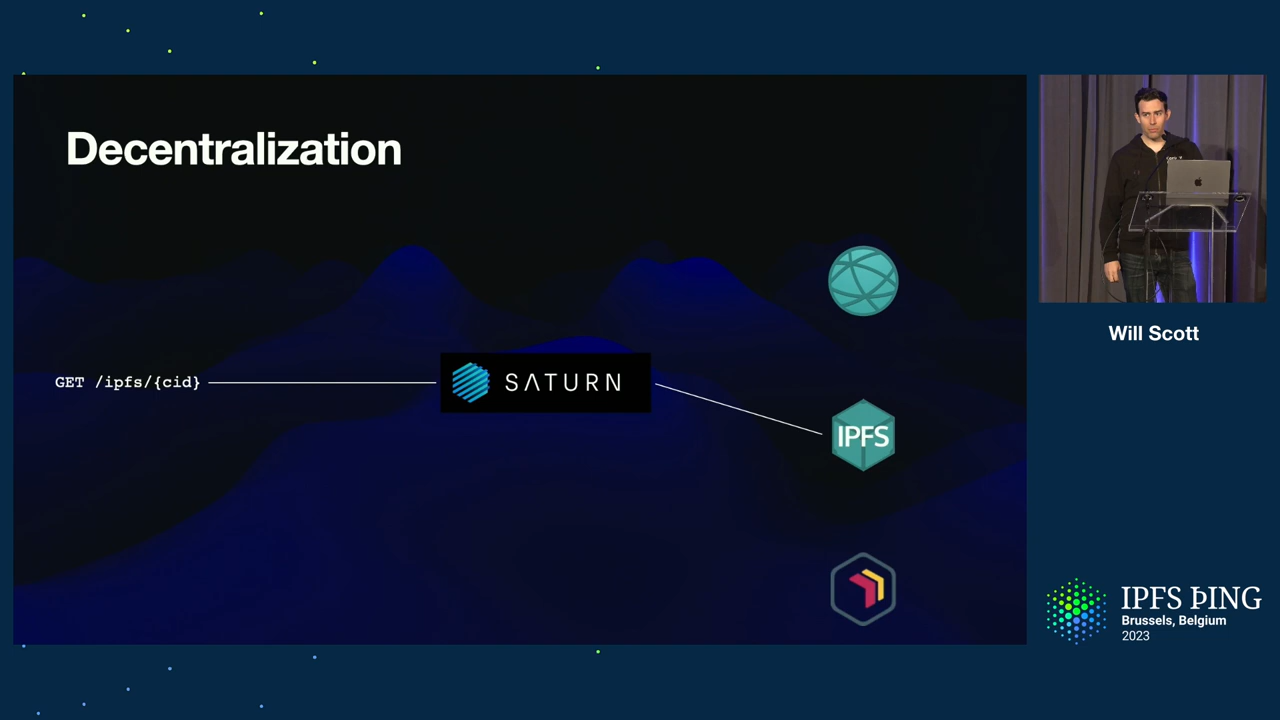 Decentralization
GET /ipfs/{cid}
SATURN
IPFS
Will Scott
IPFS ÞING
Brussels, Belgium
2023